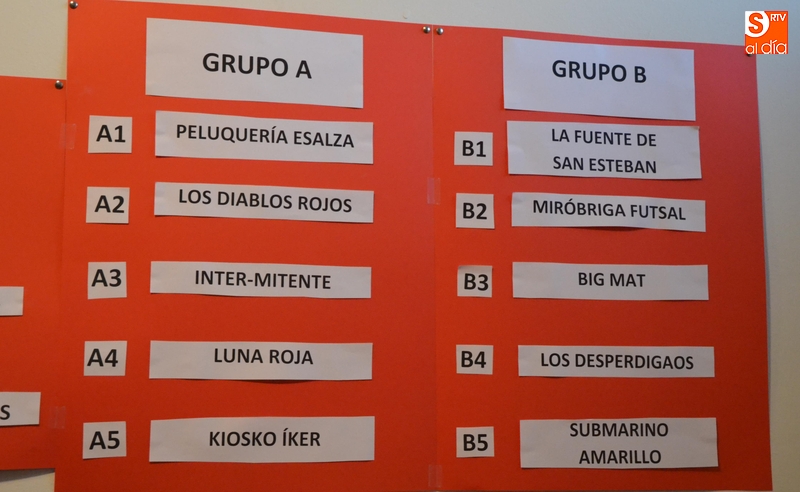 GRUPO A
A1
PELUQUERÍA ESALZA
A2
LOS DIABLOS ROJOS
A3
INTER-MITENTE
A4
LUNA ROJA
A5
KIOSKO ÍKER
GRUPO B
B1
LA FUENTE DE
SAN ESTEBAN
B2
MIRÓBRIGA FUTSAL
B3
BIG MAT
B4
LOS DESPERDIGAOS
B5
SUBMARINO
AMARILLO
S
S RTV
al día